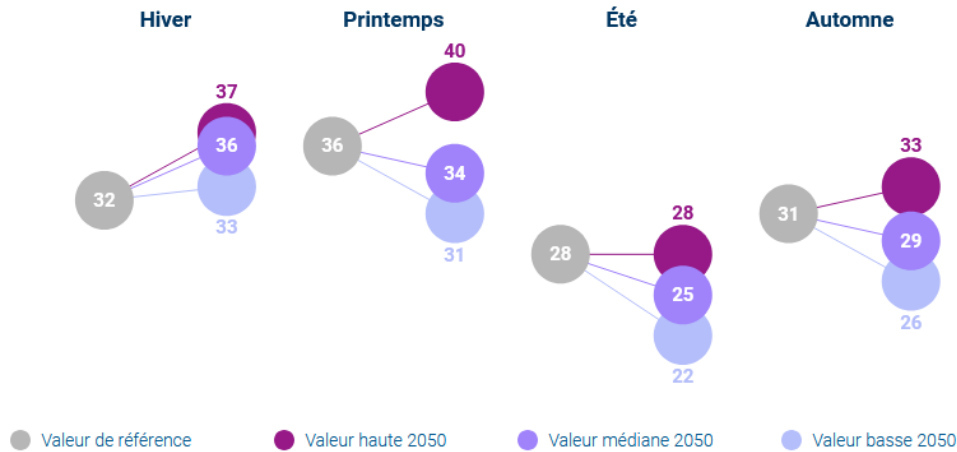 Hiver
Printemps
Été
Automne
37
36
32
33
40
36
34
31
28
28
25
22
33
31
29
26
Valeur de référence
Valeur haute 2050
Valeur médiane 2050
Valeur basse 2050